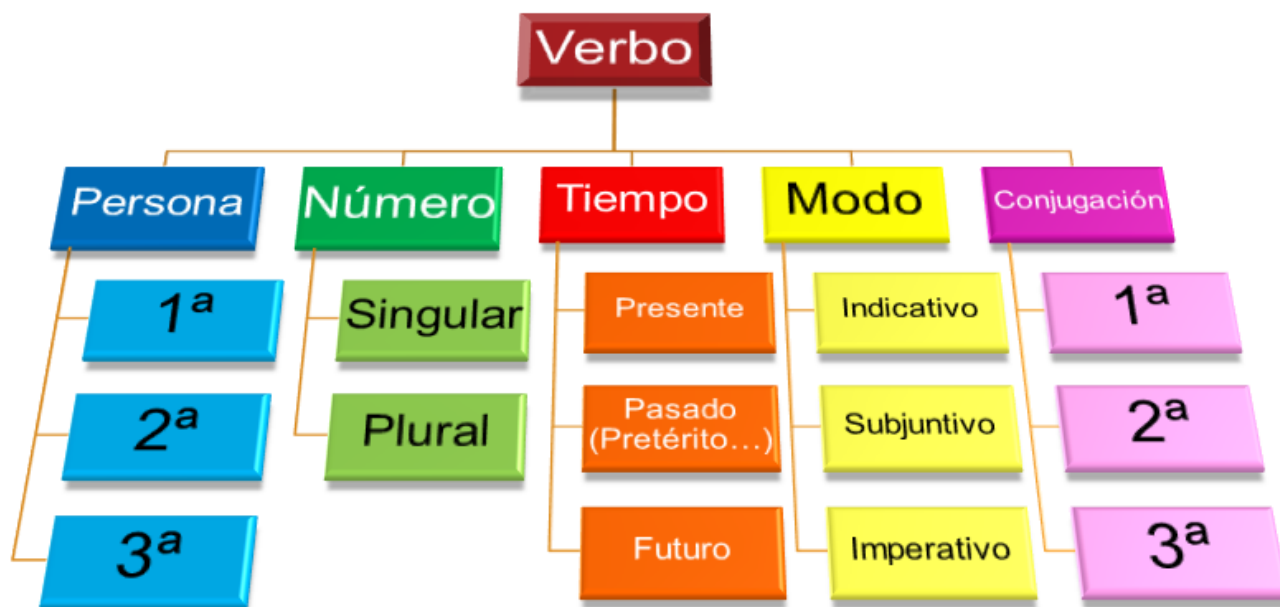 Verbo
Persona
Número
Tiempo
Modo
Conjugación
1ª
Singular
Presente
Indicativo
1ª
2ª
Plural
Pasado
(Pretérito...)
Subjuntivo
2ª
3ª
Futuro
Imperativo
3ª